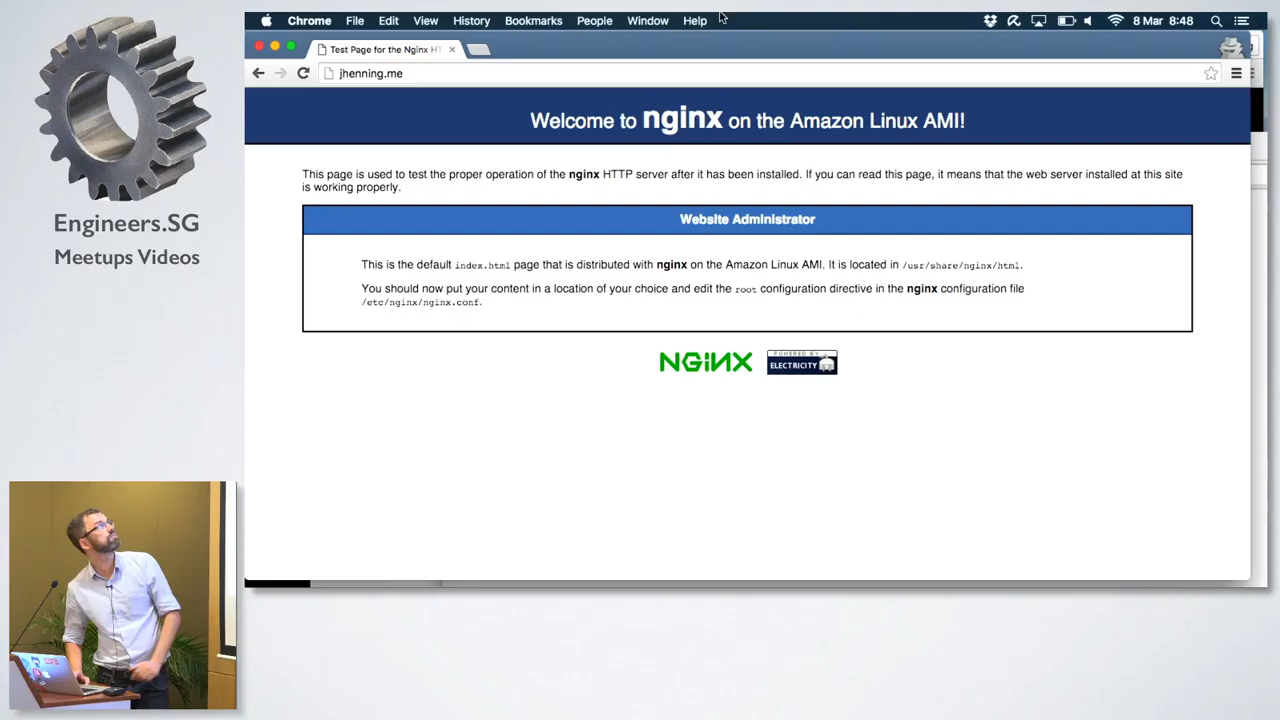 Chrome File Edit View History Bookmarks People Window Help 8 Mar 8:48
Test Page for the Nginx HT
jhenning.me
Engineers.SG
Meetups Videos
Welcome to nginx on the Amazon Linux AMI!
This page is used to test the proper operation of the nginx HTTP server after it has been installed. If you can read this page, it means that the web server installed at this site
is working properly.
Website Administrator
This is the default index.html page that is distributed with nginx on the Amazon Linux AMI. It is located in /usr/share/nginx/html.
You should now put your content in a location of your choice and edit the root configuration directive in the nginx configuration file
/etc/nginx/nginx.conf.
NGINX
POWERED BY
ELECTRICITY